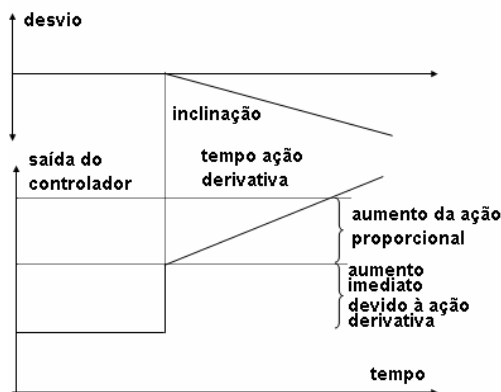 desvio
inclinação
saída do
controlador
tempo ação
derivativa
aumento da ação
proporcional
aumento
imediato
devido à ação
derivativa
tempo